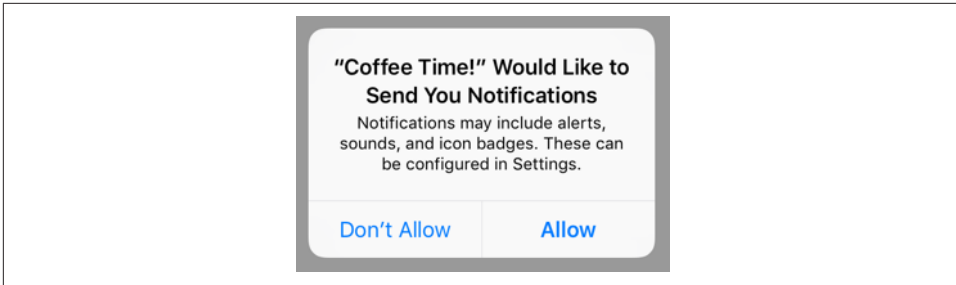 "Coffee Time!" Would Like to
Send You Notifications
Notifications may include alerts,
sounds, and icon badges. These can
be configured in Settings.
Don't Allow
Allow